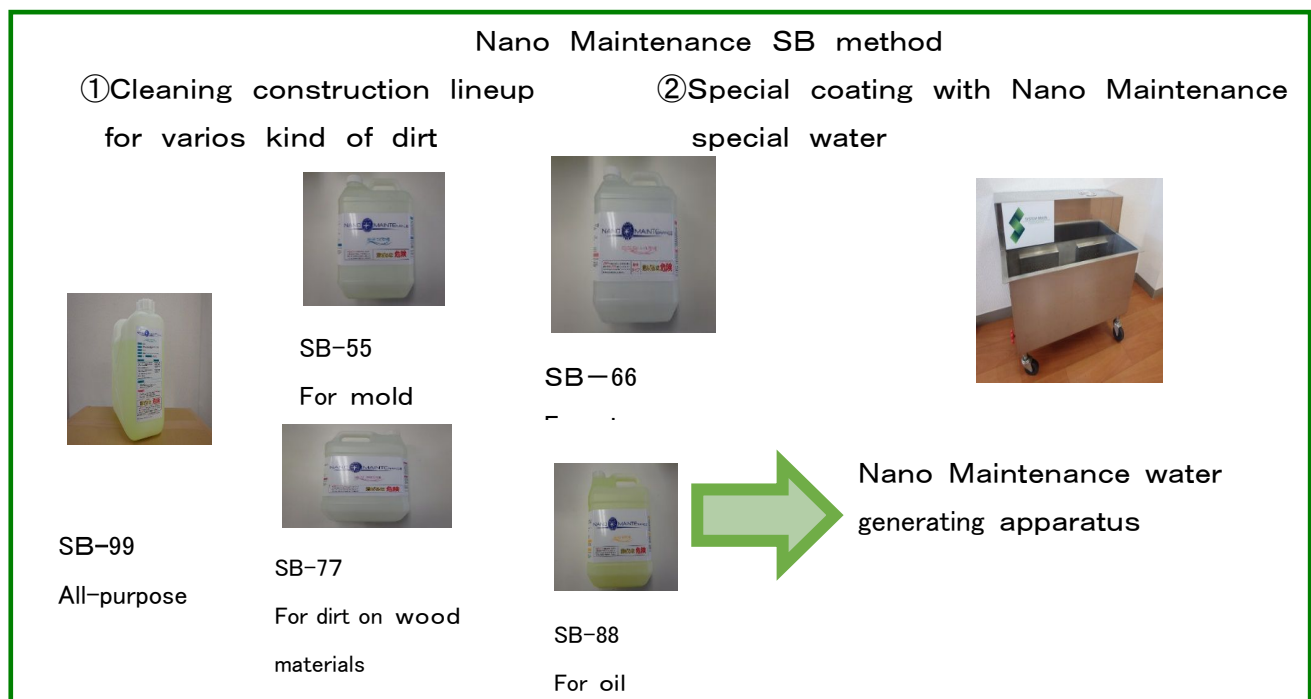 Nano Maintenance SB method
①Cleaning construction lineup
for varios kind of dirt
②Special coating with Nano Maintenance
special water
SB-55
For mold
SB－66
SB-99
All-purpose
SB-77
For dirt on wood
materials
SB-88
For oil
Nano Maintenance water
generating apparatus